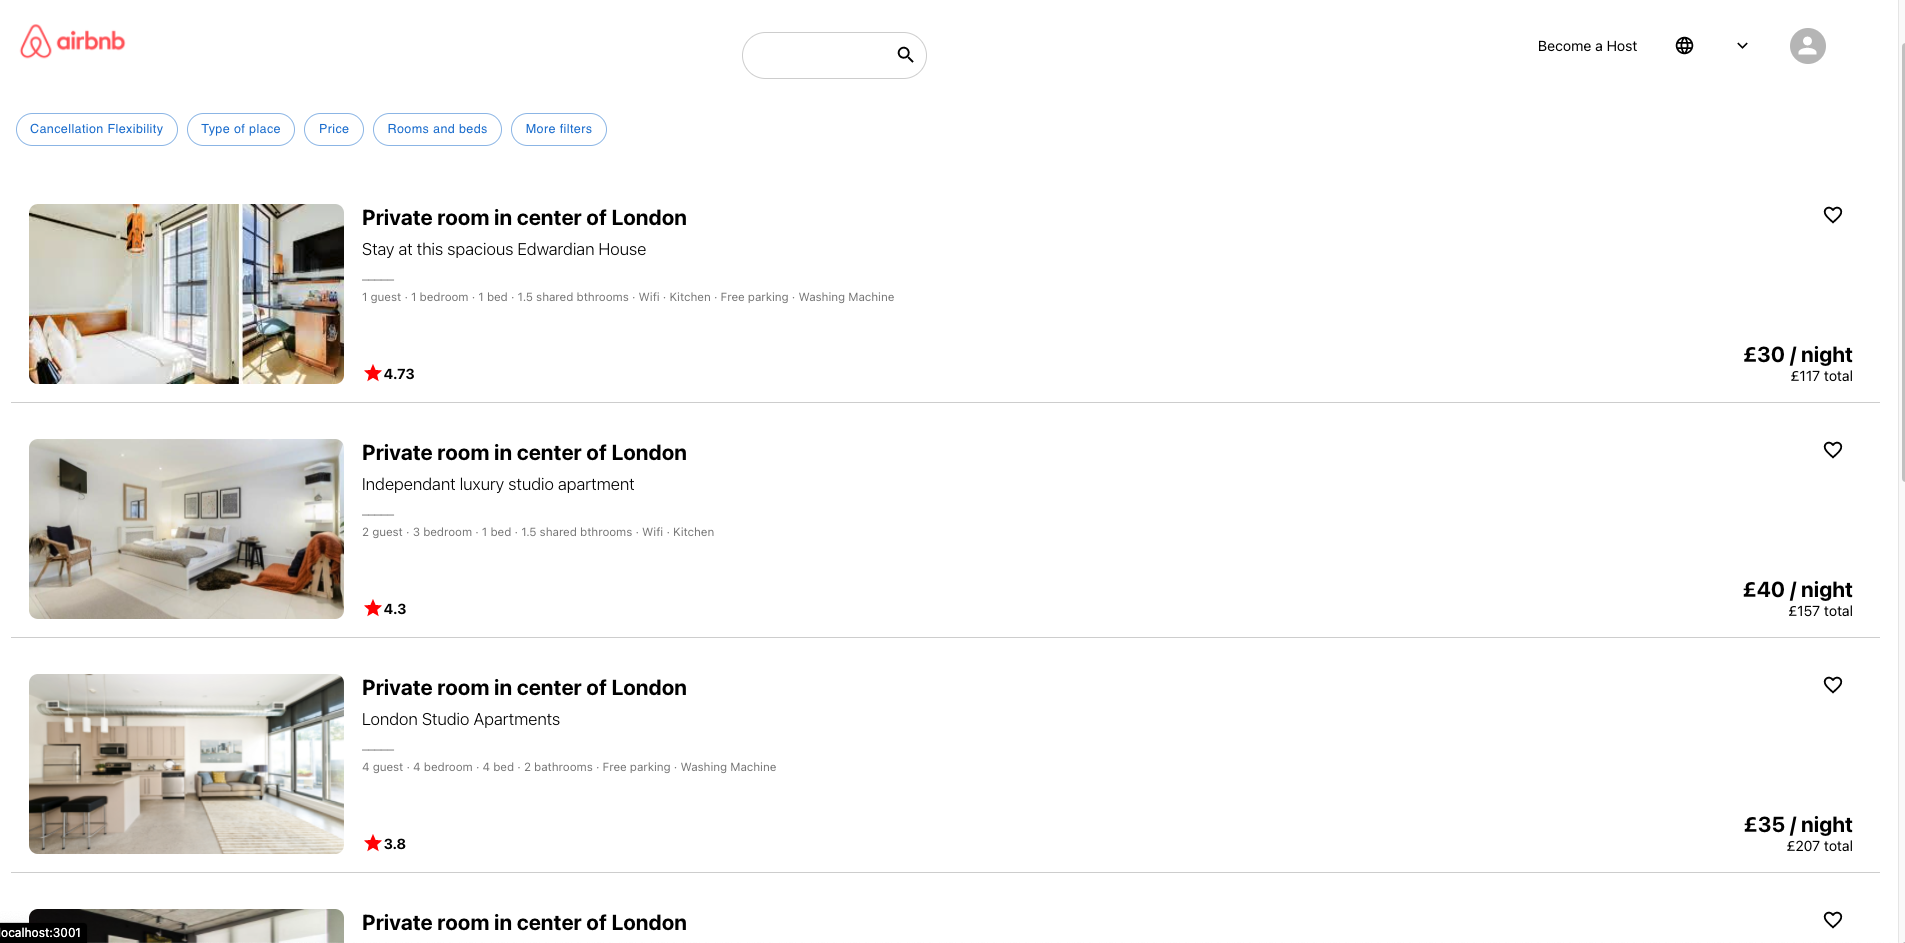 airbnb
Become a Host
Cancellation Flexibility
Type of place
Price
Rooms and beds
More filters
Private room in center of London
Stay at this spacious Edwardian House
1 guest · 1 bedroom · 1 bed · 1.5 shared bthrooms · Wifi · Kitchen · Free parking · Washing Machine
4.73
£30 / night
£117 total
Private room in center of London
Independant luxury studio apartment
2 guest · 3 bedroom · 1 bed · 1.5 shared bthrooms · Wifi · Kitchen
4.3
£40 / night
£157 total
Private room in center of London
London Studio Apartments
4 guest · 4 bedroom · 4 bed · 2 bathrooms · Free parking · Washing Machine
3.8
£35 / night
£207 total
Private room in center of London
ocalhost:3001